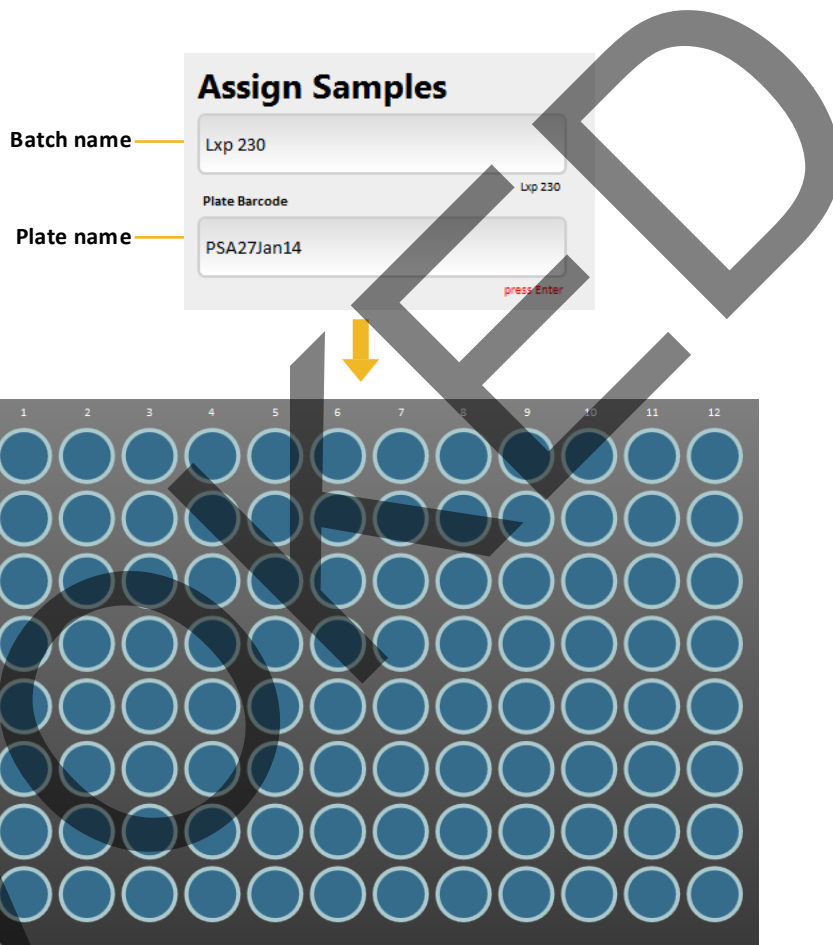 Assign Samples
Batch name
Lxp 230
Lxp 230
Plate Barcode
Plate name
PSA27Jan14
press Enter
1 2 3 4 5 6 7 8 9 10 11 12
OKED